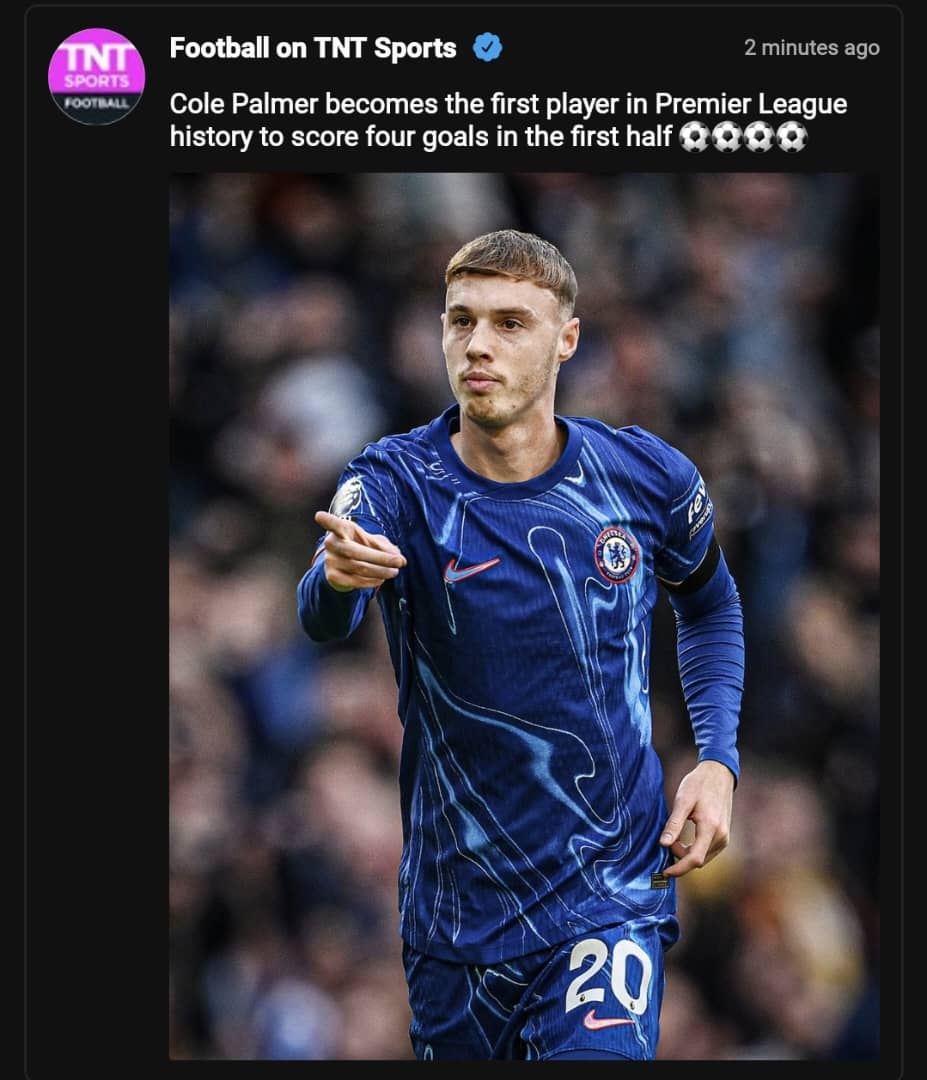 TNT
SPORTS
FOOTBALL
Football on TNT Sports
2 minutes ago
Cole Palmer becomes the first player in Premier League
history to score four goals in the first half ⚽⚽⚽⚽
20